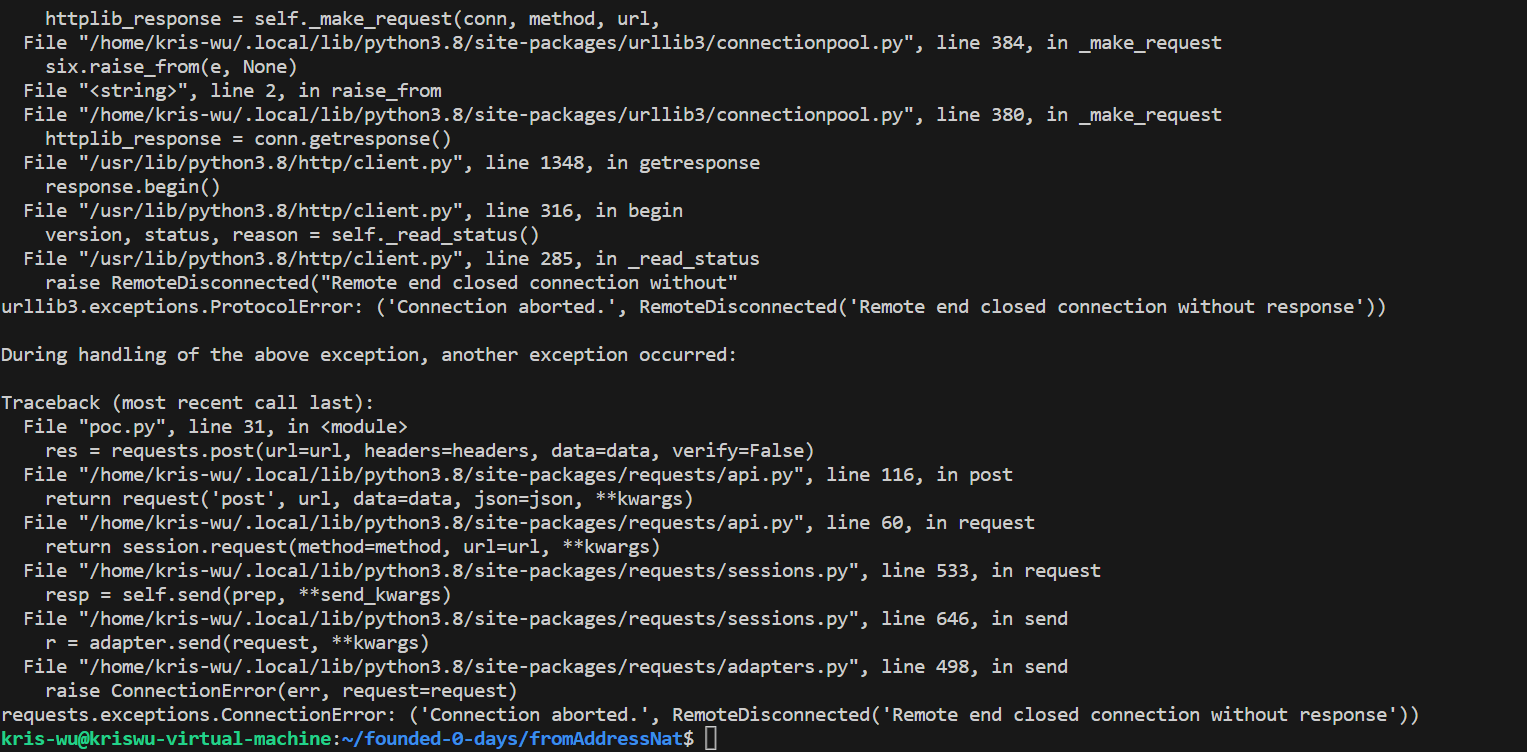 httplib_response = self._make_request(conn, method, url,
File "/home/kris-wu/.local/lib/python3.8/site-packages/urllib3/connectionpool.py", line 384, in _make_request
six.raise_from(e, None)
File "<string>", line 2, in raise_from
File "/home/kris-wu/.local/lib/python3.8/site-packages/urllib3/connectionpool.py", line 380, in _make_request
httplib_response = conn.getresponse()
File "/usr/lib/python3.8/http/client.py", line 1348, in getresponse
response.begin()
File "/usr/lib/python3.8/http/client.py", line 316, in begin
version, status, reason = self._read_status()
File "/usr/lib/python3.8/http/client.py", line 285, in _read_status
raise RemoteDisconnected("Remote end closed connection without"
urllib3.exceptions.ProtocolError: ('Connection aborted.', RemoteDisconnected('Remote end closed connection without response'))
During handling of the above exception, another exception occurred:
Traceback (most recent call last):
File "poc.py", line 31, in <module>
res = requests.post(url=url, headers=headers, data=data, verify=False)
File "/home/kris-wu/.local/lib/python3.8/site-packages/requests/api.py", line 116, in post
return request('post', url, data=data, json=json, **kwargs)
File "/home/kris-wu/.local/lib/python3.8/site-packages/requests/api.py", line 60, in request
return session.request(method=method, url=url, **kwargs)
File "/home/kris-wu/.local/lib/python3.8/site-packages/requests/sessions.py", line 533, in request
resp = self.send(prep, **send_kwargs)
File "/home/kris-wu/.local/lib/python3.8/site-packages/requests/sessions.py", line 646, in send
r = adapter.send(request, **kwargs)
File "/home/kris-wu/.local/lib/python3.8/site-packages/requests/adapters.py", line 498, in send
raise ConnectionError(err, request=request)
requests.exceptions.ConnectionError: ('Connection aborted.', RemoteDisconnected('Remote end closed connection without response'))
kris-wu@kriswu-virtual-machine:~/founded-0-days/fromAddressNat$